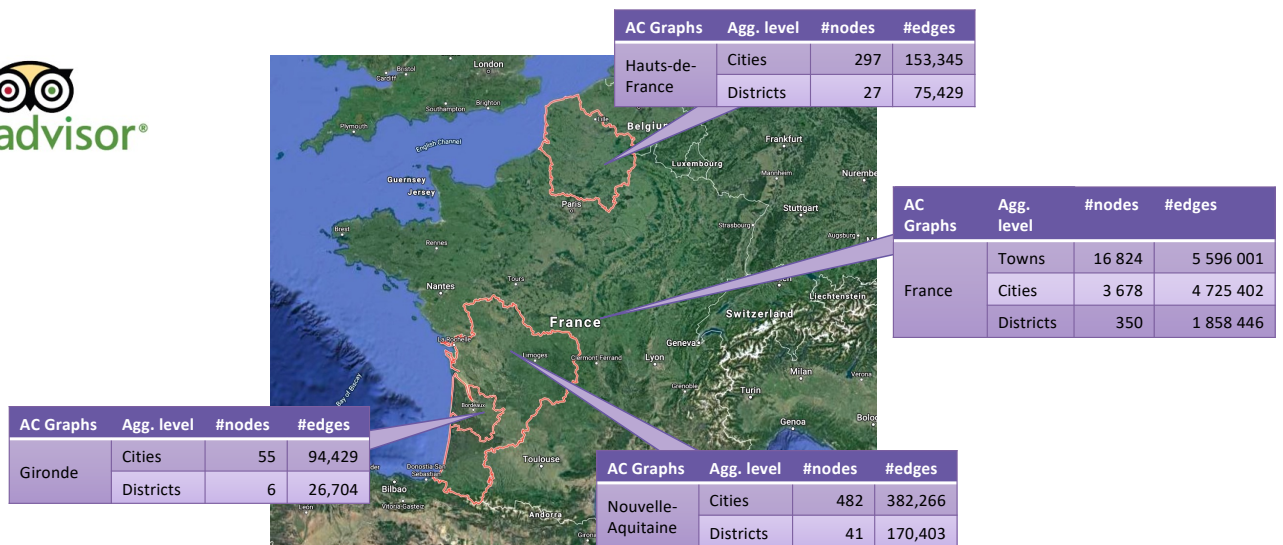 advisor®
AC Graphs Agg. level #nodes #edges
Hauts-de-France Cities 297 153,345
Districts 27 75,429
AC Graphs Agg. level #nodes #edges
France Towns 16 824 5 596 001
Cities 3 678 4 725 402
Districts 350 1 858 446
AC Graphs Agg. level #nodes #edges
Gironde Cities 55 94,429
Districts 6 26,704
AC Graphs Agg. level #nodes #edges
Nouvelle-Aquitaine Cities 482 382,266
Districts 41 170,403
London
Bristol
Cardiff
Southampton
Brighton
Plymouth
English Channel
Lille
Guernsey
Jersey
Paris
Luxembourg
Frankfurt
Mannheim
Stuttgart
Strasbourg
Augsburg
Brest
Rennes
Nantes
Tours
France
Liechtenstein
Switzerland
Geneva
La Rochelle
Limoges
Clermont-Ferrand
Lyon
Grenoble
Milan
Turin
Verona
Genoa
Bay of Biscay
Bordeaux
Toulouse
Donostia-San
Sebastian
Bilbao
Vitoria-Gasteiz
Leon
Andorra